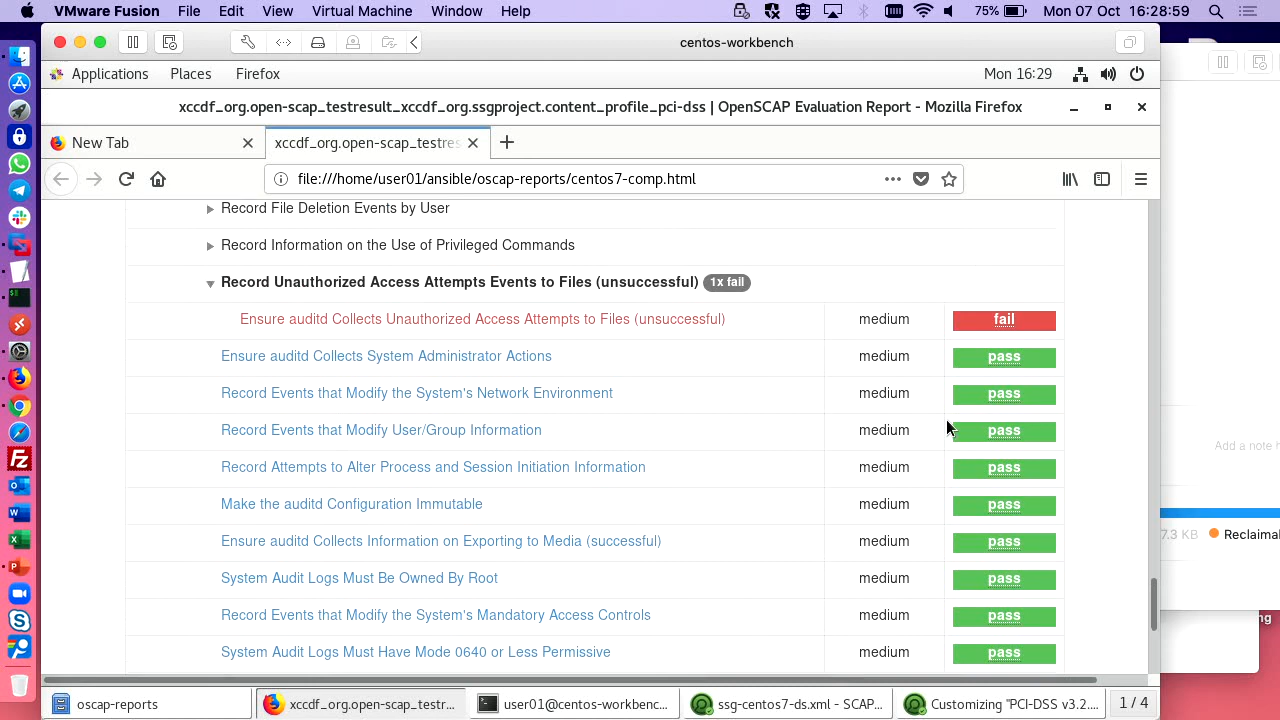 VMware Fusion File Edit View Virtual Machine Window Help 75% Mon 07 Oct 16:28:59
centos-workbench
Applications Places Firefox Mon 16:29
xccdf_org.open-scap_testresult_xccdf_org.ssgproject.content_profile_pci-dss | OpenSCAP Evaluation Report - Mozilla Firefox
New Tab xccdf_org.open-scap_testres
file:///home/user01/ansible/oscap-reports/centos7-comp.html
Record File Deletion Events by User
Record Information on the Use of Privileged Commands
Record Unauthorized Access Attempts Events to Files (unsuccessful) 1x fail
Ensure auditd Collects Unauthorized Access Attempts to Files (unsuccessful) medium fail
Ensure auditd Collects System Administrator Actions medium pass
Record Events that Modify the System's Network Environment medium pass
Record Events that Modify User/Group Information medium pass
Record Attempts to Alter Process and Session Initiation Information medium pass
Make the auditd Configuration Immutable medium pass
Ensure auditd Collects Information on Exporting to Media (successful) medium pass
System Audit Logs Must Be Owned By Root medium pass
Record Events that Modify the System's Mandatory Access Controls medium pass
System Audit Logs Must Have Mode 0640 or Less Permissive medium pass
Add a note h
7.3 KB Reclaimal
ng
oscap-reports xccdf_org.open-scap_testr... user01@centos-workbenc... ssg-centos7-ds.xml - SCAP... Customizing "PCI-DSS v3.2.... 1 / 4